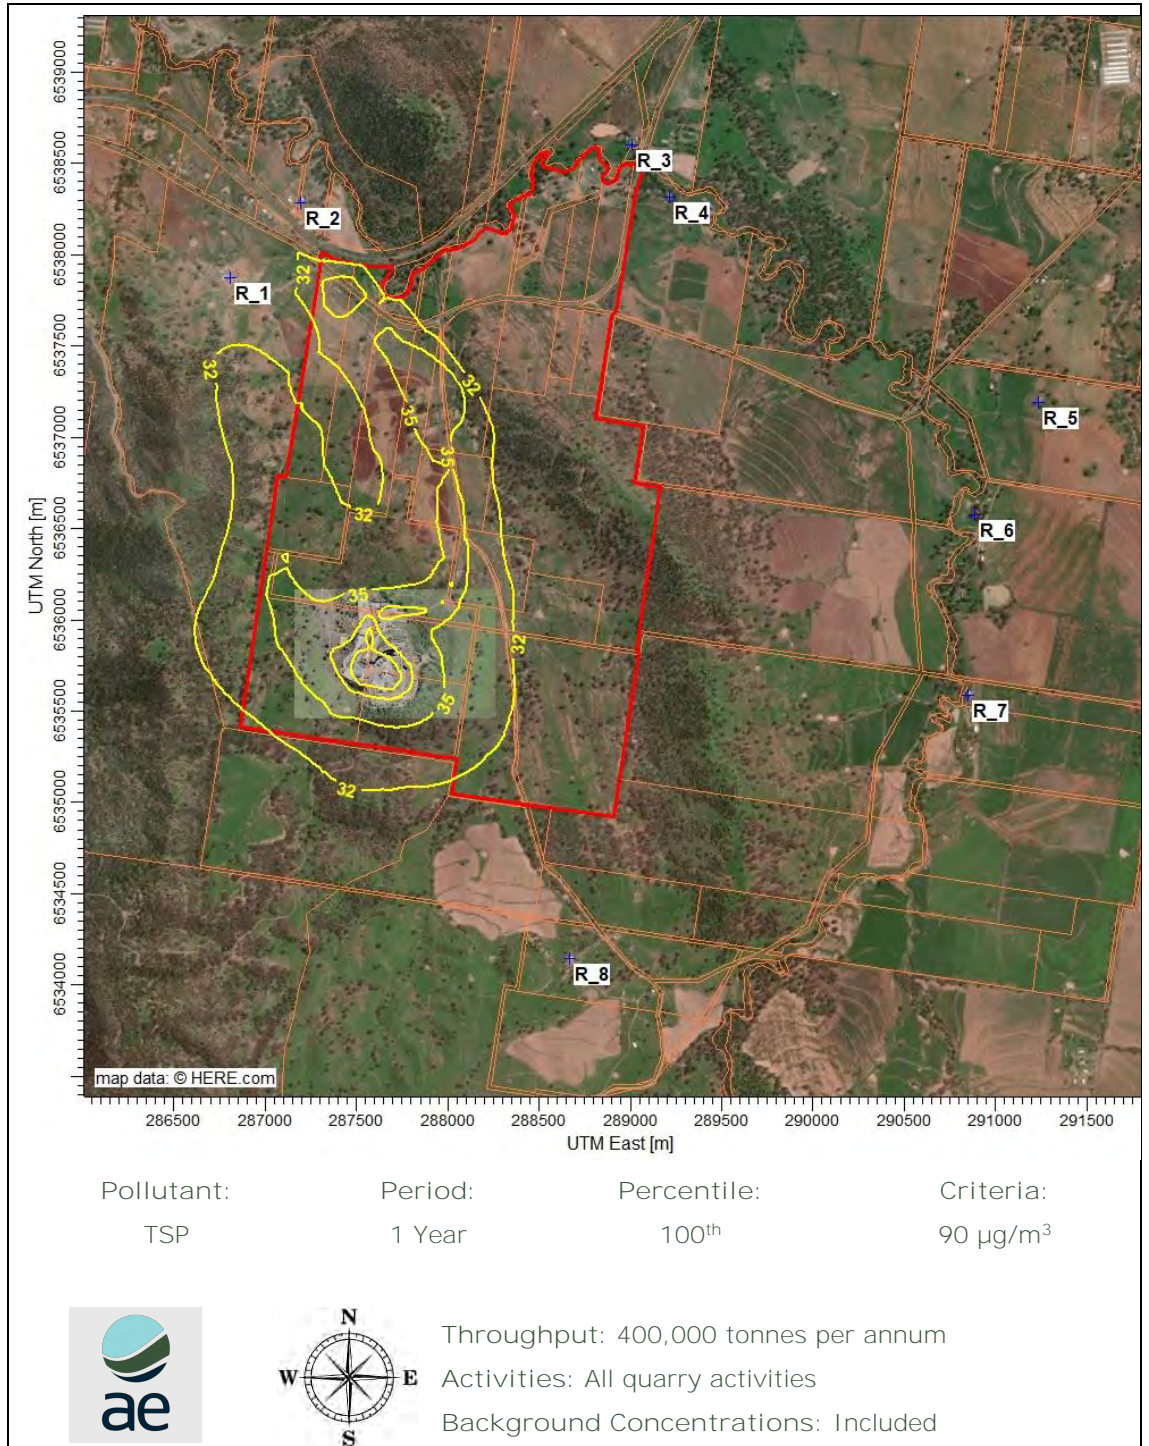 6539000
6538500
6538000
6537500
6537000
6536500
6536000
6535500
6535000
6534500
6534000
UTM North [m]
R_3
R_4
R_2
R_1
32
32
32
35
35
R_5
32
R_6
35
32
35
R_7
32
R_8
map data: © HERE.com
286500 287000 287500 288000 288500 289000 289500 290000 290500 291000 291500
UTM East [m]
Pollutant: Period: Percentile: Criteria:
TSP 1 Year 100th 90 µg/m³
N
W E
S
ae
Throughput: 400,000 tonnes per annum
Activities: All quarry activities
Background Concentrations: Included